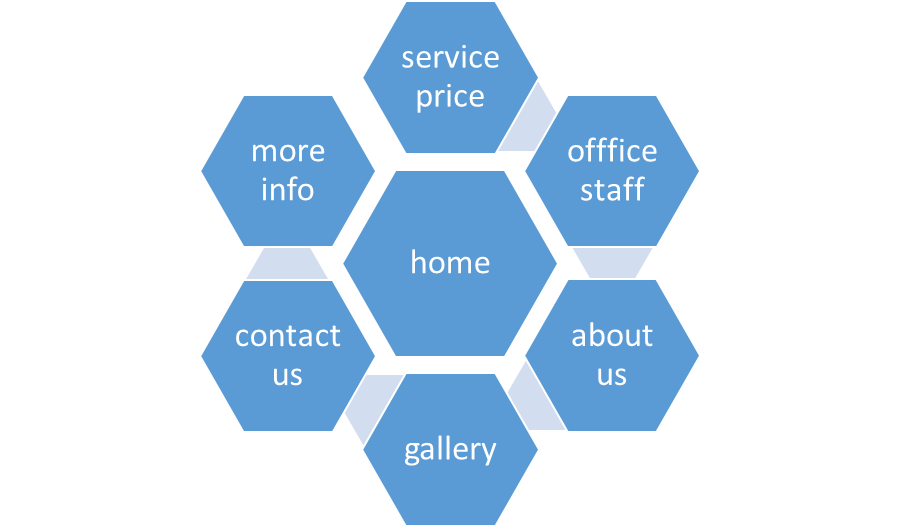 service
price
offfice
staff
more
info
home
contact
us
about
us
gallery